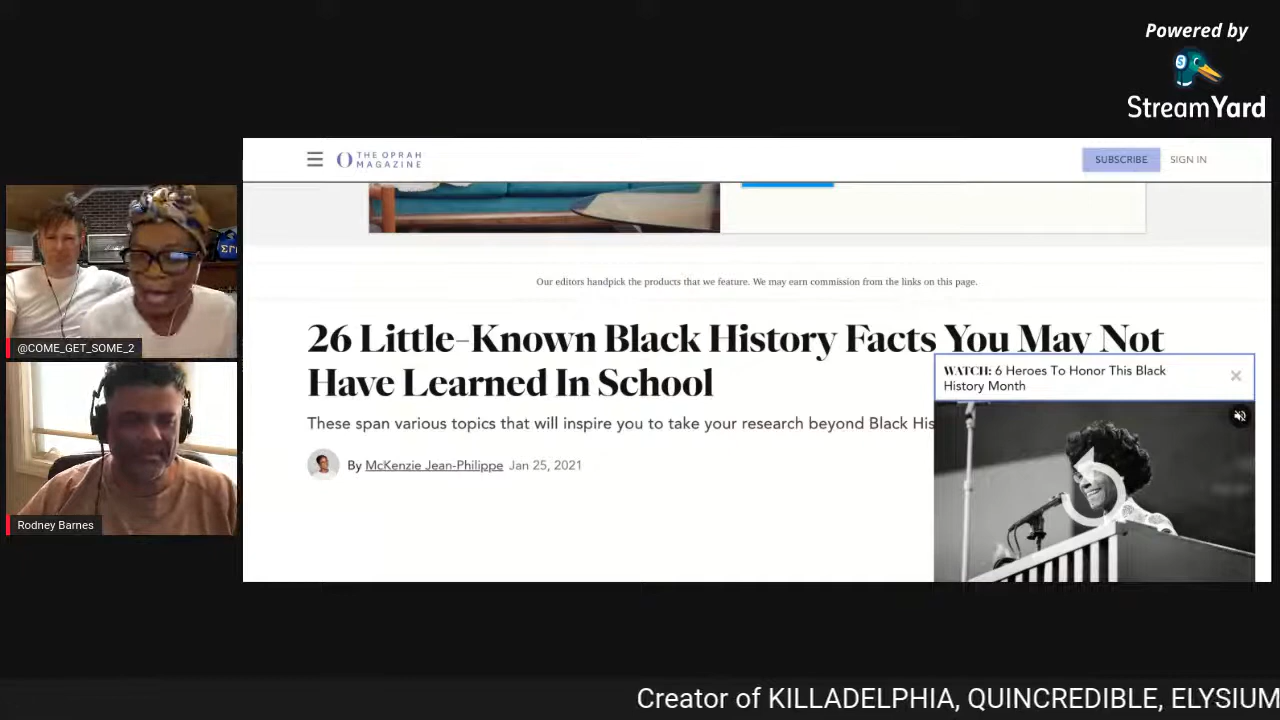 Powered by
StreamYard
THE OPRAH
MAGAZINE
SUBSCRIBE
SIGN IN
Our editors handpick the products that we feature. We may earn commission from the links on this page.
26 Little-Known Black History Facts You May Not
Have Learned In School
These span various topics that will inspire you to take your research beyond Black His
By McKenzie Jean-Philippe Jan 25, 2021
WATCH: 6 Heroes To Honor This Black
History Month
@COME_GET_SOME_2
Rodney Barnes
Creator of KILLADELPHIA, QUINCREDIBLE, ELYSIUM